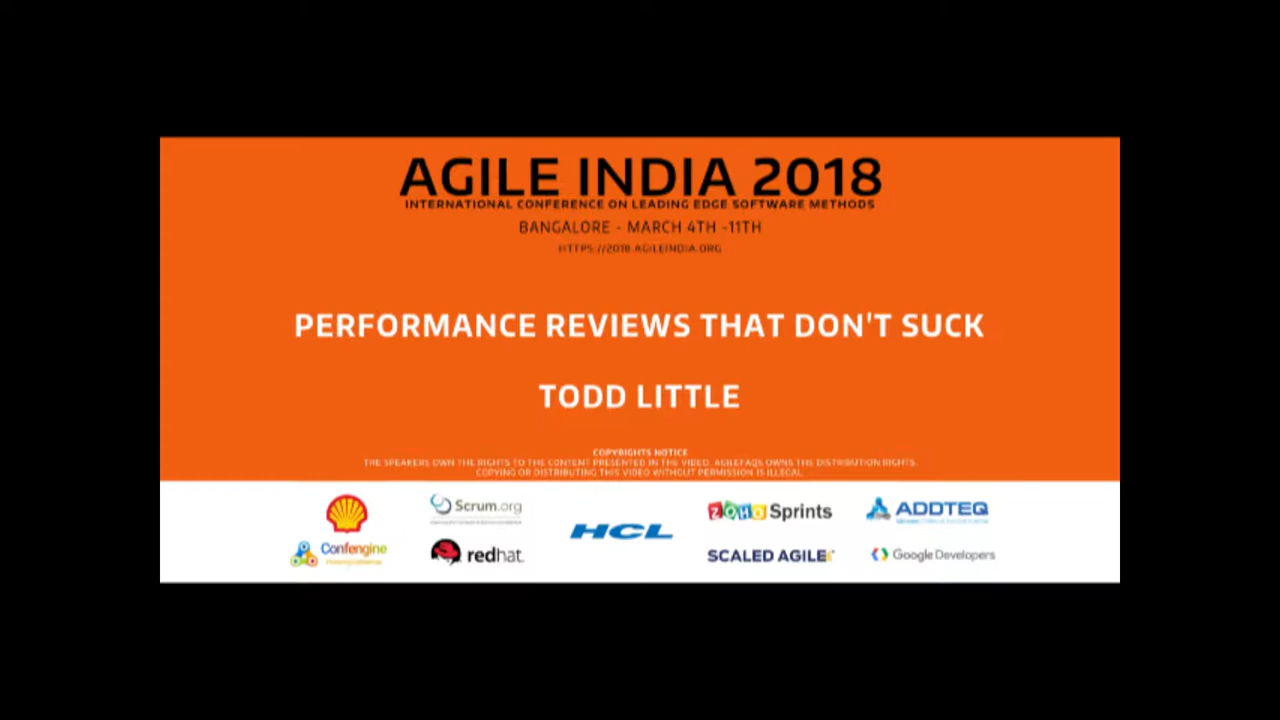 AGILE INDIA 2018
INTERNATIONAL CONFERENCE ON LEADING EDGE SOFTWARE METHODS
BANGALORE - MARCH 4TH -11TH
HTTPS://2018.AGILEINDIA.ORG
PERFORMANCE REVIEWS THAT DON'T SUCK
TODD LITTLE
COPYRIGHTS NOTICE
THE SPEAKERS OWN THE RIGHTS TO THE CONTENT PRESENTED IN THE VIDEO. AGILEFAQS OWNS THE DISTRIBUTION RIGHTS.
COPYING OR DISTRIBUTING THIS VIDEO WITHOUT PERMISSION IS ILLEGAL.
Scrum.org
HCL
ZOHO Sprints
ADDTEQ
Confengine
redhat.
SCALED AGILE
Google Developers